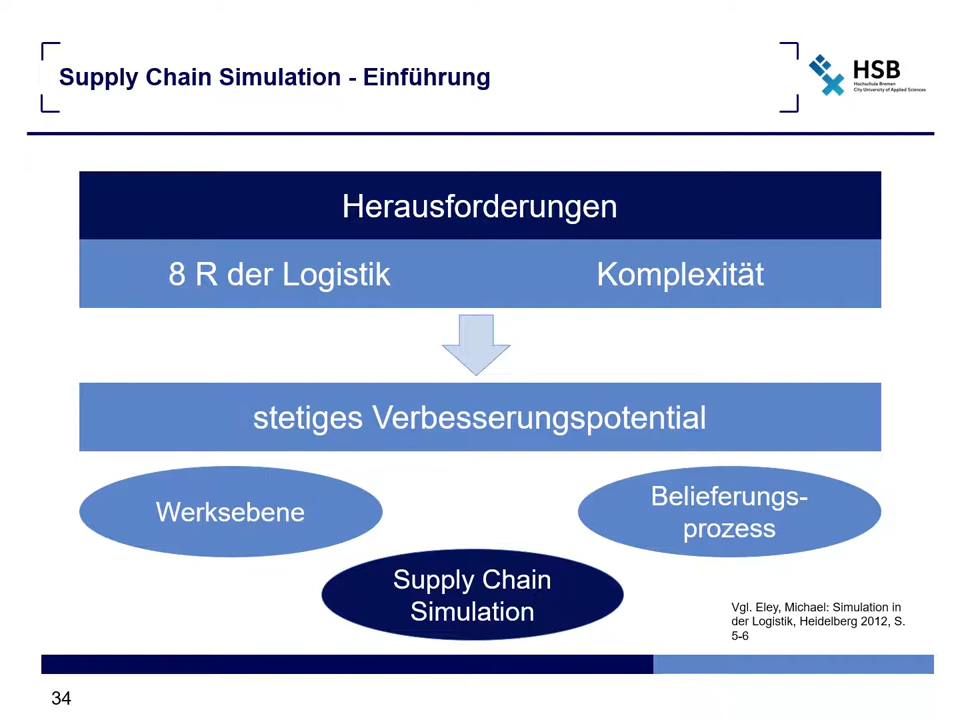 Supply Chain Simulation - Einführung
HSB
Hochschule Bremen
City University of Applied Sciences
Herausforderungen
8 R der Logistik
Komplexität
stetiges Verbesserungspotential
Werksebene
Belieferungs-
prozess
Supply Chain
Simulation
Vgl. Eley, Michael: Simulation in
der Logistik, Heidelberg 2012, S.
5-6
34